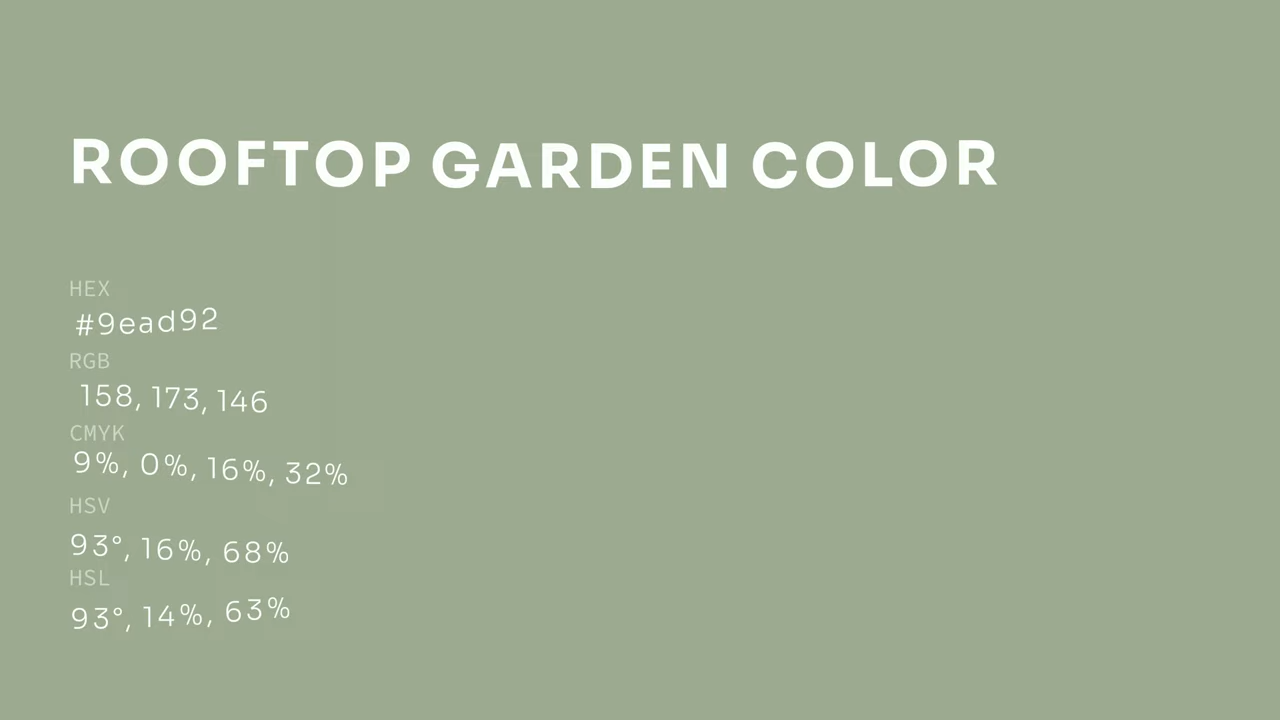 ROOFTOP GARDEN COLOR
HEX
#9ead92
RGB
158, 173, 146
CMYK
9%, 0%, 16%, 32%
HSV
93°, 16%, 68%
HSL
93°, 14%, 63%